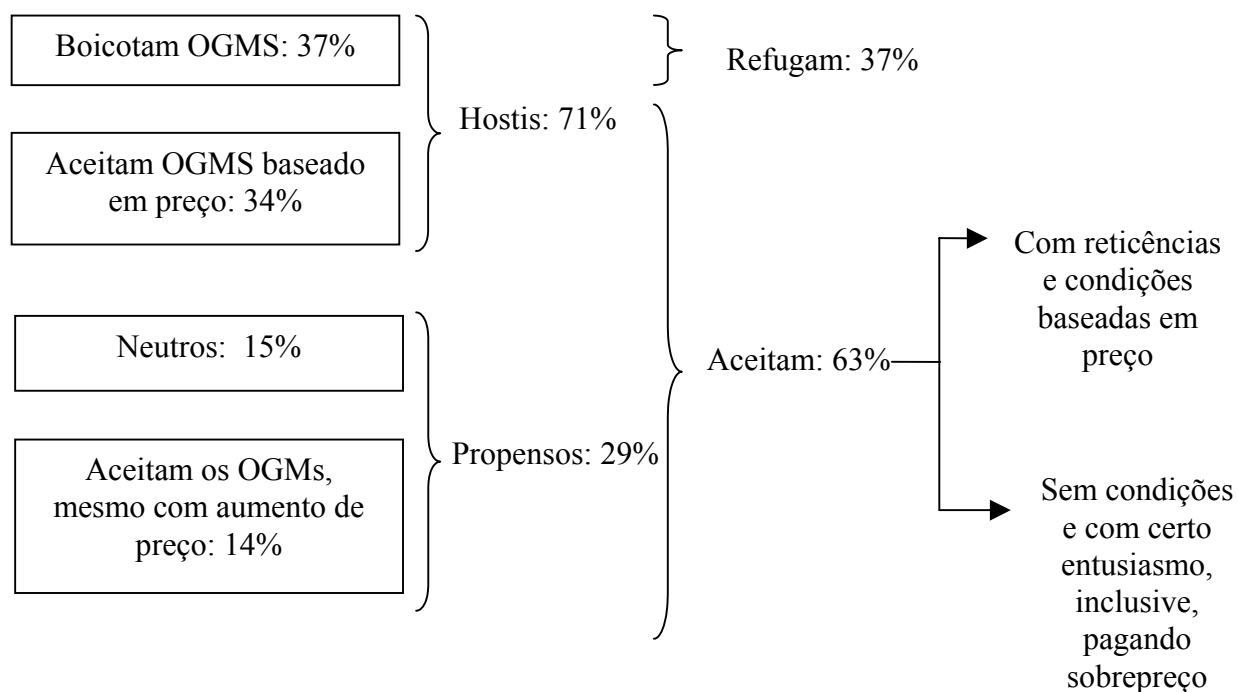 Boicotam OGMS: 37%
Aceitam OGMS baseado
em preço: 34%
Neutros:  15%
Aceitam os OGMs,
mesmo com aumento de
preço: 14%
Hostis: 71%
Propensos: 29%
Refugam: 37%
Aceitam: 63%
Com reticências
e condições
baseadas em
preço
Sem condições
e com certo
entusiasmo,
inclusive,
pagando
sobrepreço